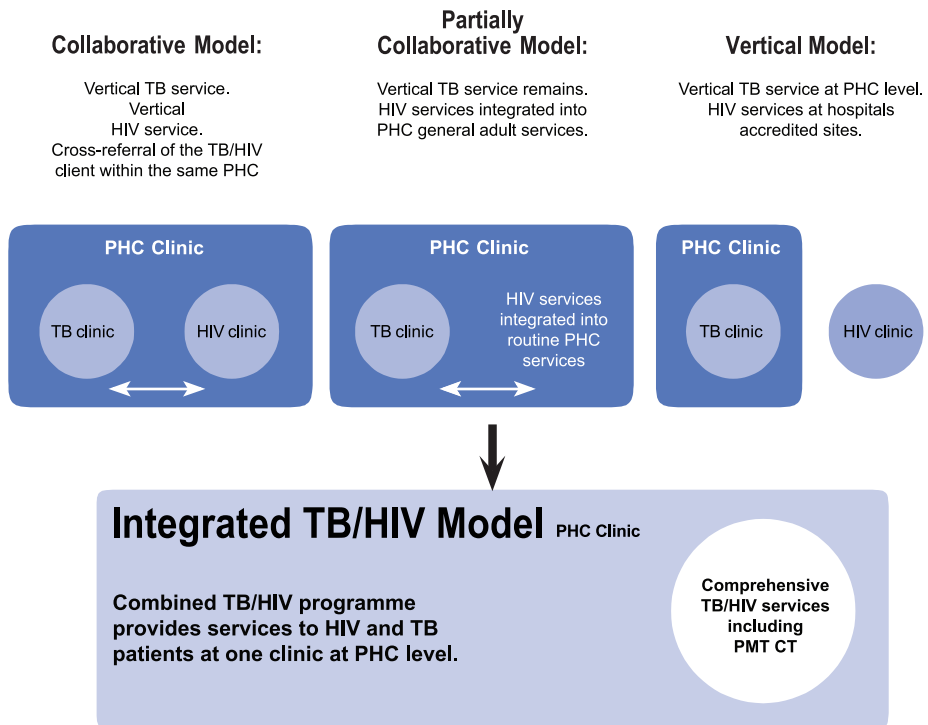 Collaborative Model:
Vertical TB service.
Vertical
HIV service.
Cross-referral of the TB/HIV
client within the same PHC
Partially
Collaborative Model:
Vertical TB service remains.
HIV services integrated into
PHC general adult services.
Vertical Model:
Vertical TB service at PHC level.
HIV services at hospitals
accredited sites.
PHC Clinic
TB clinic
HIV clinic
PHC Clinic
TB clinic
HIV services
integrated into
routine PHC
services
PHC Clinic
TB clinic
HIV clinic
Integrated TB/HIV Model PHC Clinic
Combined TB/HIV programme
provides services to HIV and TB
patients at one clinic at PHC level.
Comprehensive
TB/HIV services
including
PMT CT